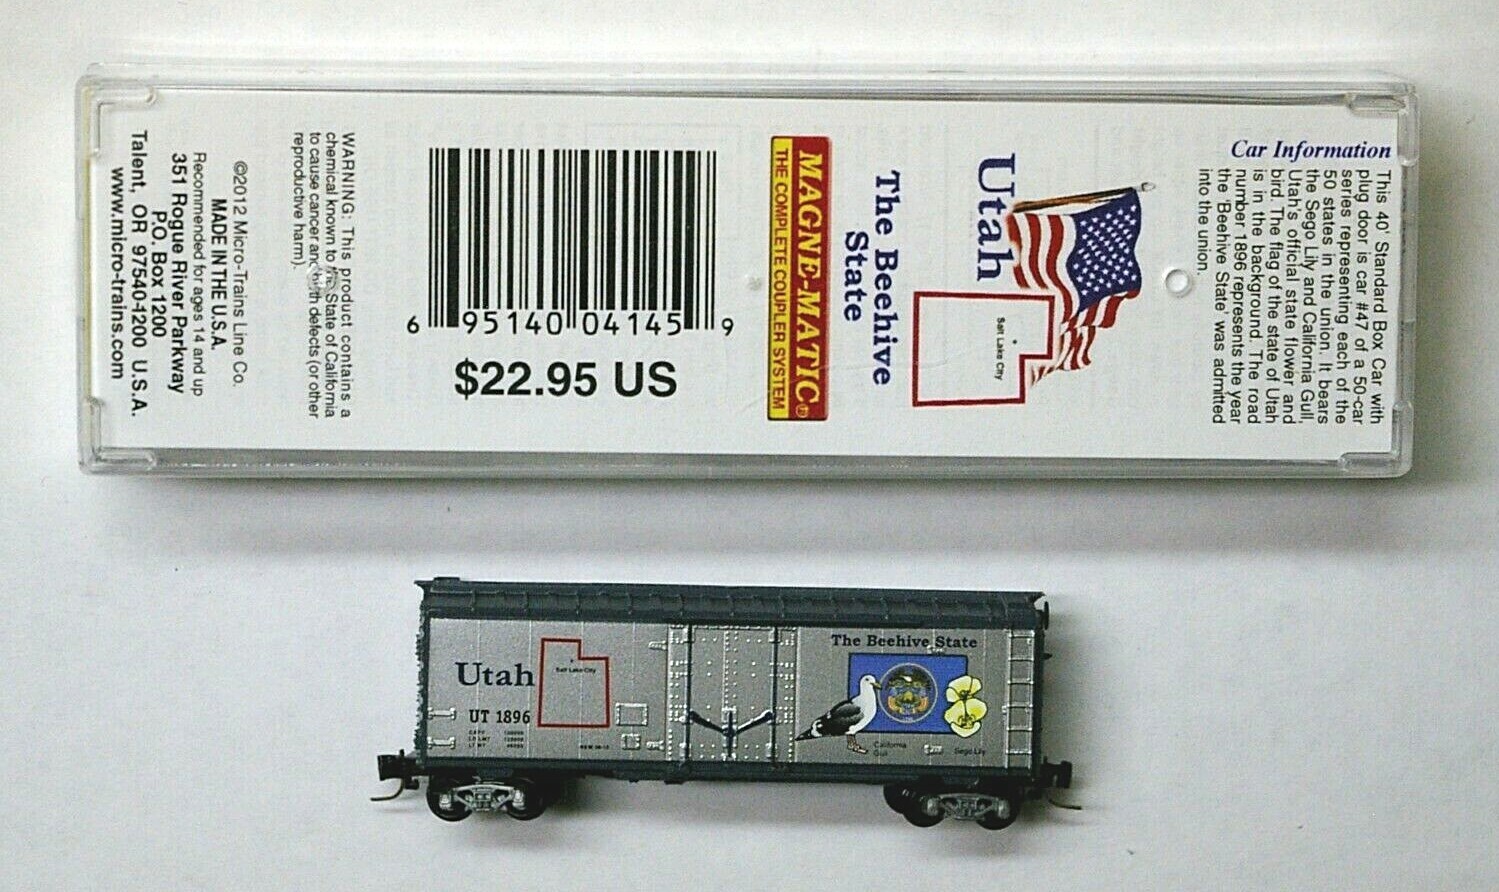 Car Information
This 40' Standard Box Car with
plug door is car #47 of a 50-car
series representing each of the
50 states in the union. It bears
the Sego Lily and California Gull,
Utah's official state flower and
bird. The flag of the state of Utah
is in the background. The road
number 1896 represents the year
the 'Beehive State' was admitted
into the union.
Utah
Salt Lake City
The Beehive
State
MAGNE-MATIC®
THE COMPLETE COUPLER SYSTEM
6 95140 04145 9
$22.95 US
WARNING: This product contains a
chemical known to the State of California
to cause cancer and birth defects (or other
reproductive harm).
©2012 Micro-Trains Line Co.
MADE IN THE U.S.A.
Recommended for ages 14 and up
351 Rogue River Parkway
P.O. Box 1200
Talent, OR 97540-1200 U.S.A.
www.micro-trains.com
Utah
Salt Lake City
UT 1896
CAPY
LD LMT
LT WT
The Beehive State
California
Gull
Sego Lily